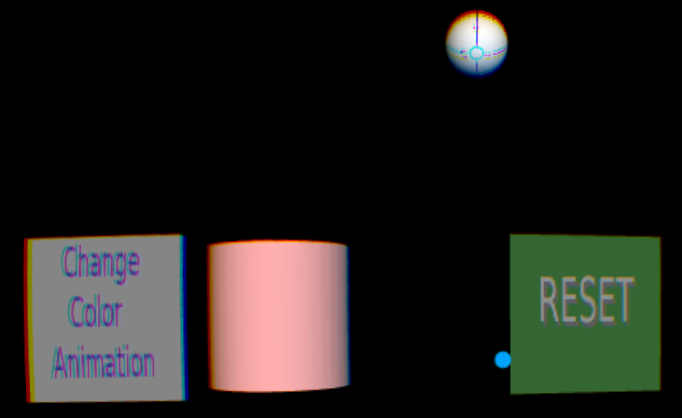 Change
Color
Animation
RESET